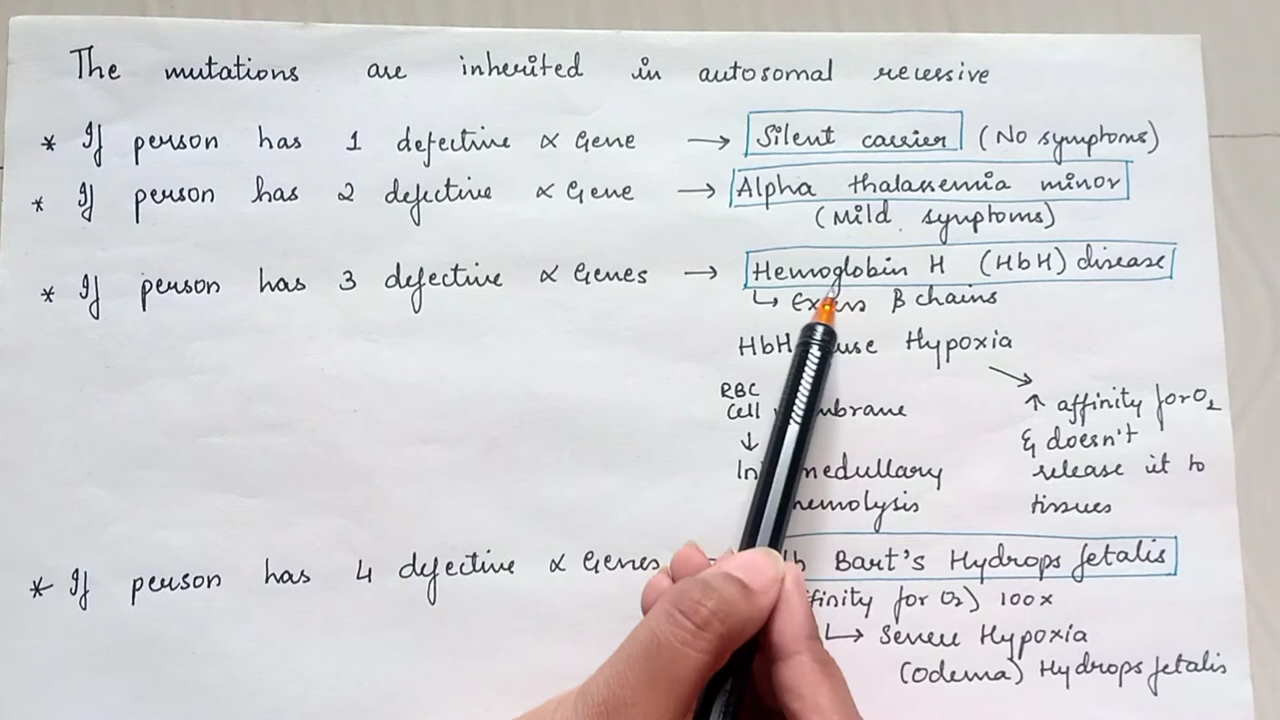 The mutations are inherited in autosomal recessive
* If person has 1 defective α Gene → Silent carrier (No symptoms)
* If person has 2 defective α Gene → Alpha thalassemia minor
(Mild symptoms)
* If person has 3 defective α Genes → Hemoglobin H (HbH) disease
↳ Excess β chains
HbH Hypoxia
↑ affinity for O₂
& doesn't
release it to
tissues
RBC
Cell
↓
medullary
hemolysis
* If person has 4 defective α Genes Hb Bart's Hydrops fetalis
affinity for O₂) 100x
↳ Severe Hypoxia
(Odema) Hydrops fetalis